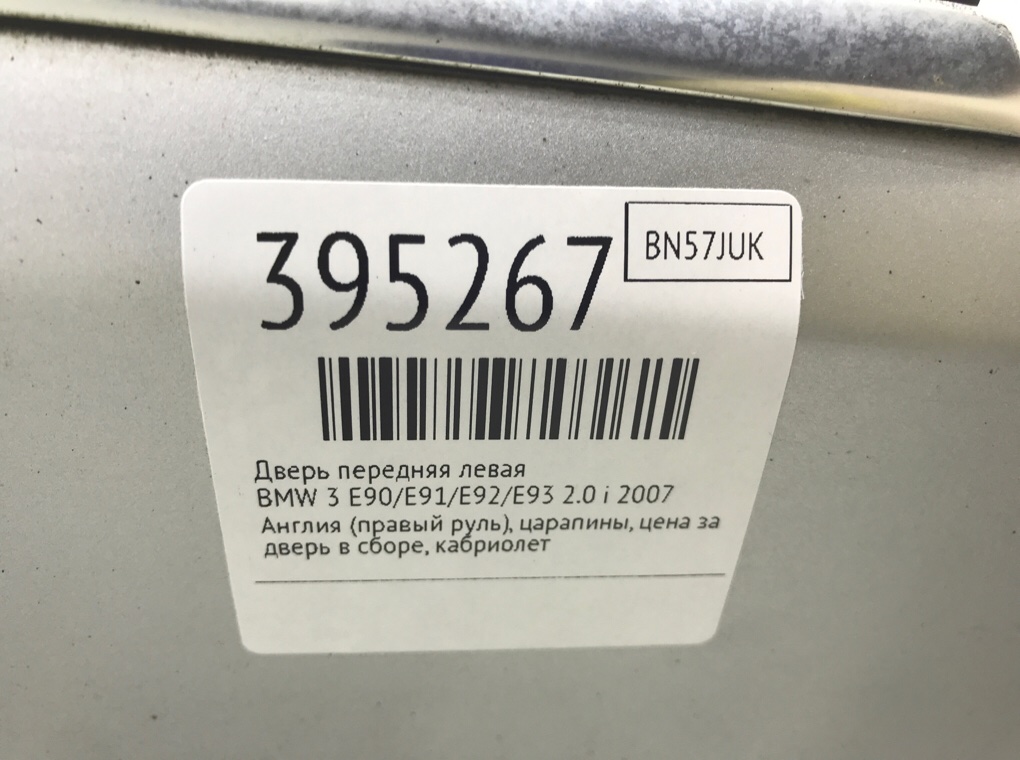 395267
BN57JUK
Дверь передняя левая
BMW 3 E90/E91/E92/E93 2.0 i 2007
Англия (правый руль), царапины, цена за
дверь в сборе, кабриолет